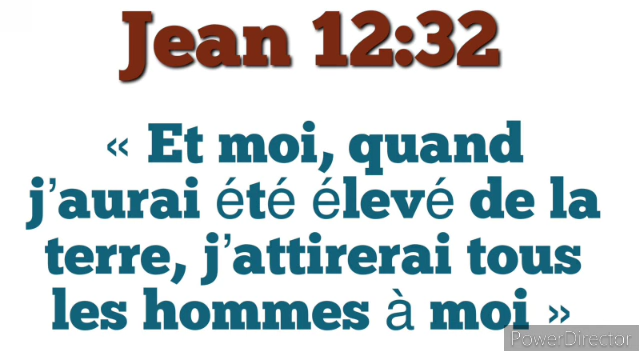 Jean 12:32
« Et moi, quand
j’aurai été élevé de la
terre, j’attirerai tous
les hommes à moi »
PowerDirector